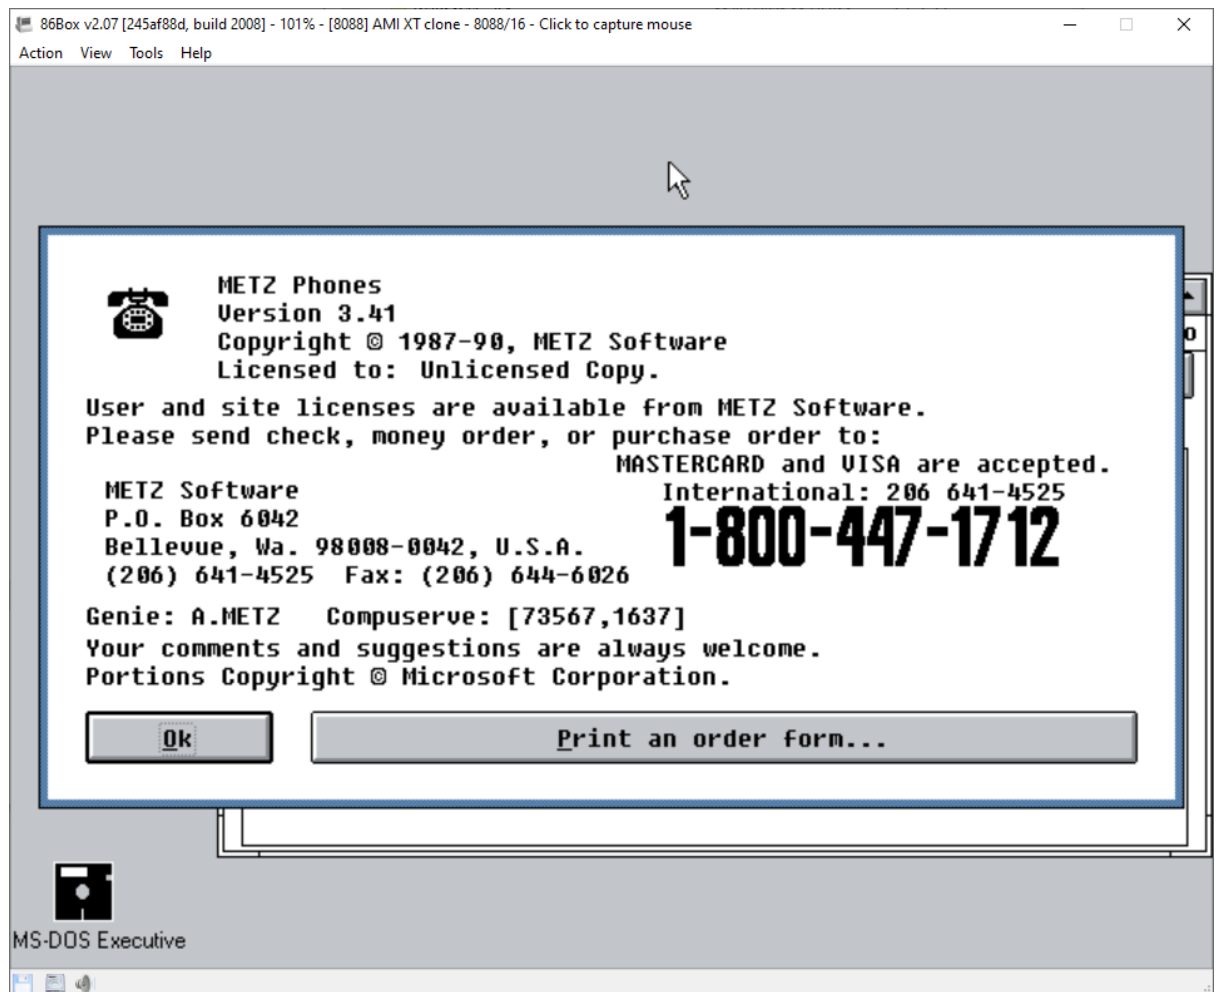 86Box v2.07 [245af88d, build 2008] - 101% - [8088] AMI XT clone - 8088/16 - Click to capture mouse
Action View Tools Help
METZ Phones
Version 3.41
Copyright © 1987-90, METZ Software
Licensed to: Unlicensed Copy.
User and site licenses are available from METZ Software.
Please send check, money order, or purchase order to:
MASTERCARD and VISA are accepted.
METZ Software
International: 206 641-4525
P.O. Box 6042
1-800-447-1712
Bellevue, Wa. 98008-0042, U.S.A.
(206) 641-4525 Fax: (206) 644-6026
Genie: A.METZ Compuserve: [73567,1637]
Your comments and suggestions are always welcome.
Portions Copyright © Microsoft Corporation.
Ok
Print an order form...
MS-DOS Executive